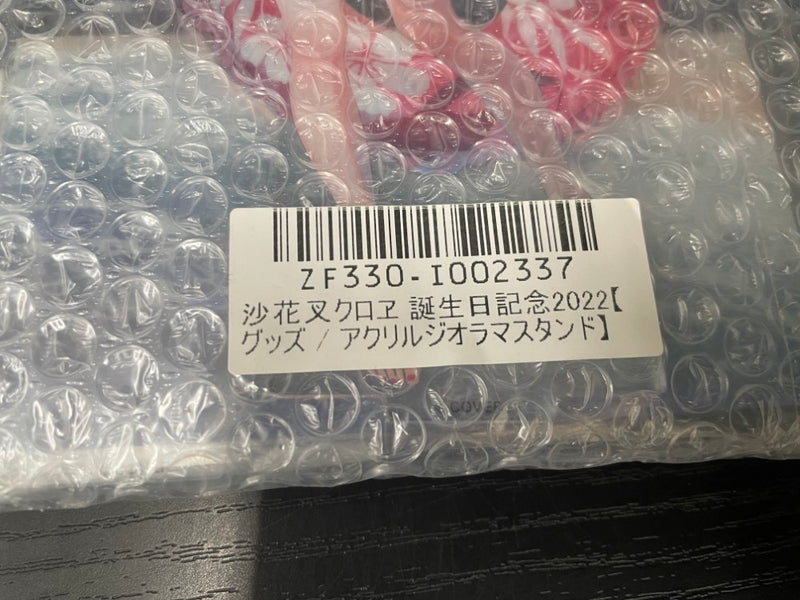 ZF330-I002337
沙花叉クロヱ 誕生日記念2022【
グッズ / アクリルジオラマスタンド】
COVER